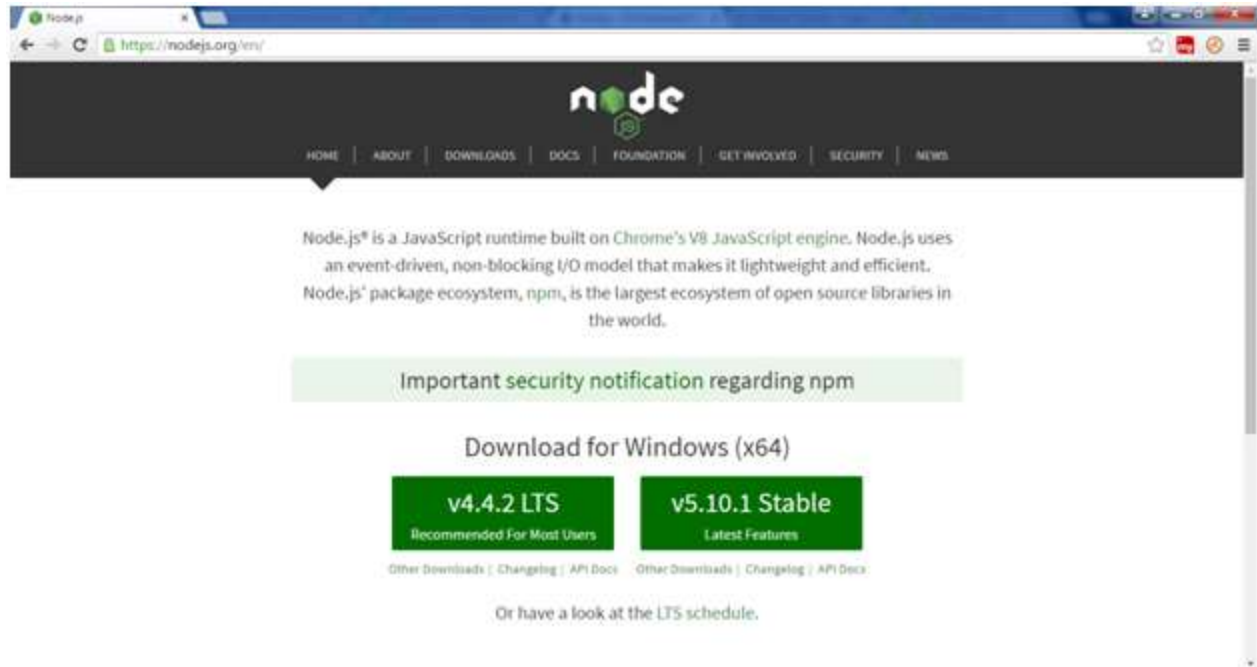 Node.js
https://nodejs.org/en/
node
JS
HOME | ABOUT | DOWNLOADS | DOCS | FOUNDATION | GET INVOLVED | SECURITY | NEWS
Node.js® is a JavaScript runtime built on Chrome's V8 JavaScript engine. Node.js uses
an event-driven, non-blocking I/O model that makes it lightweight and efficient.
Node.js' package ecosystem, npm, is the largest ecosystem of open source libraries in
the world.
Important security notification regarding npm
Download for Windows (x64)
v4.4.2 LTS
Recommended For Most Users
v5.10.1 Stable
Latest Features
Other Downloads | Changelog | API Docs
Other Downloads | Changelog | API Docs
Or have a look at the LTS schedule.